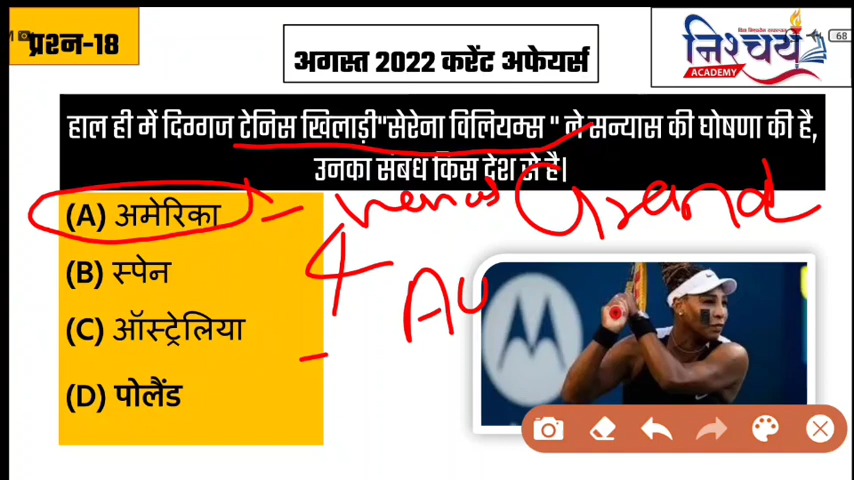 प्रश्न-18
अगस्त 2022 करेंट अफेयर्स
निश्चय
ACADEMY
68
हाल ही में दिग्गज टेनिस खिलाड़ी"सेरेना विलियम्स " ने सन्यास की घोषणा की है,
उनका संबंध किस देश से है।
(A) अमेरिका
(B) स्पेन
(C) ऑस्ट्रेलिया
(D) पोलैंड
Venus Grand
4
AU